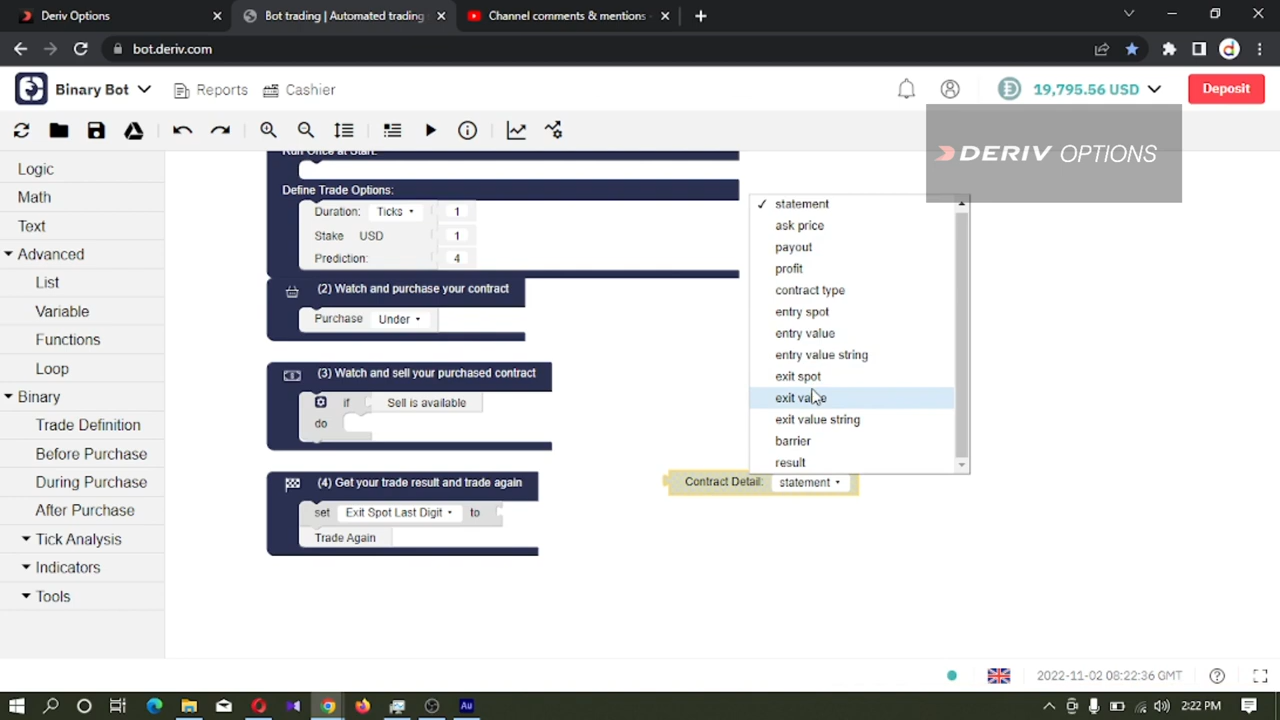 Deriv Options
Bot trading | Automated trading
Channel comments & mentions
bot.deriv.com
Binary Bot
Reports
Cashier
19,795.56 USD
Deposit
DERIV OPTIONS
Logic
Math
Text
Advanced
List
Variable
Functions
Loop
Binary
Trade Definition
Before Purchase
During Purchase
After Purchase
Tick Analysis
Indicators
Tools
Run Once at Start:
Define Trade Options:
Duration: Ticks 1
Stake USD 1
Prediction: 4
(2) Watch and purchase your contract
Purchase Under
(3) Watch and sell your purchased contract
if Sell is available
do
(4) Get your trade result and trade again
set Exit Spot Last Digit to
Trade Again
statement
ask price
payout
profit
contract type
entry spot
entry value
entry value string
exit spot
exit value
exit value string
barrier
result
Contract Detail: statement
2022-11-02 08:22:36 GMT
Au
2:22 PM